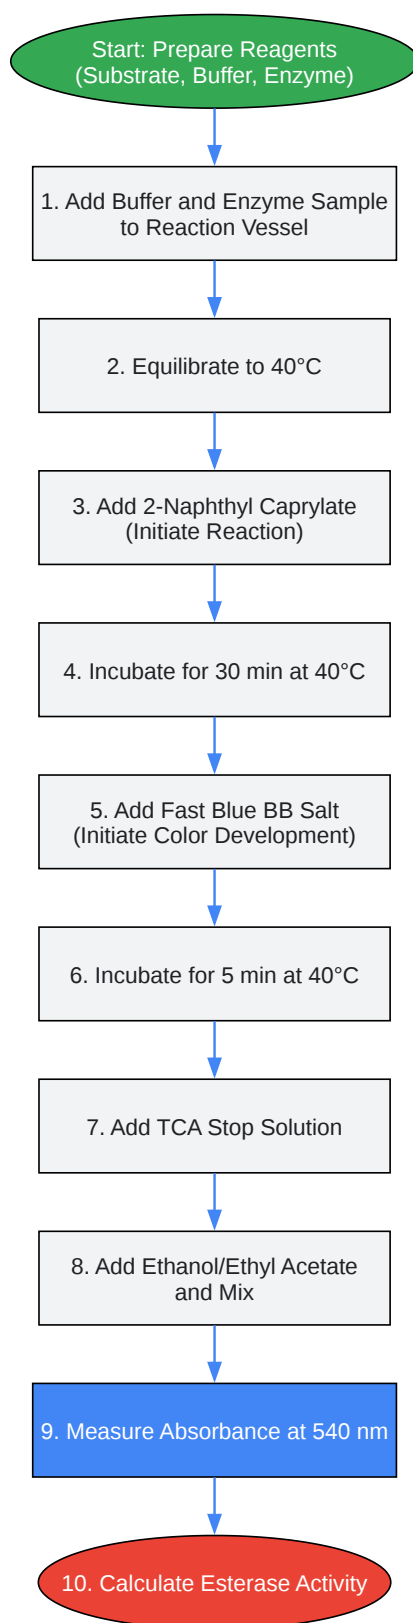 Start: Prepare Reagents
(Substrate, Buffer, Enzyme)
1. Add Buffer and Enzyme Sample
to Reaction Vessel
2. Equilibrate to 40°C
3. Add 2-Naphthyl Caprylate
(Initiate Reaction)
4. Incubate for 30 min at 40°C
5. Add Fast Blue BB Salt
(Initiate Color Development)
6. Incubate for 5 min at 40°C
7. Add TCA Stop Solution
8. Add Ethanol/Ethyl Acetate
and Mix
9. Measure Absorbance at 540 nm
10. Calculate Esterase Activity